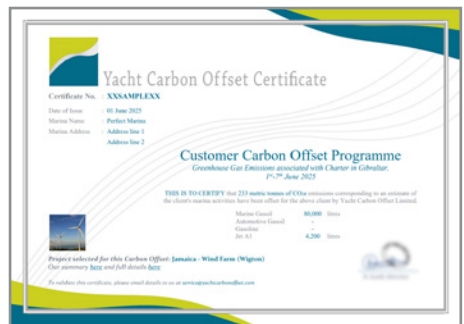 Yacht Carbon Offset Certificate
Certificate No. : XXSAMPLEXX
Date of Issue : 01 June 2025
Marina Name : Perfect Marina
Marina Address : Address line 1
Address line 2
Customer Carbon Offset Programme
Greenhouse Gas Emissions associated with Charter in Gibraltar,
1st-7th June 2025
THIS IS TO CERTIFY that 233 metric tonnes of CO₂e emissions corresponding to an estimate of
the client's marina activities have been offset for the above client by Yacht Carbon Offset Limited.
Marine Gasoil 80,000 litres
Automotive Gasoil -
Gasoline -
Jet A1 4,200 litres
Project selected for this Carbon Offset: Jamaica - Wind Farm (Wigton)
Our summary here and full details here
To validate this certificate, please email details to us at service@yachtcarbonoffset.com